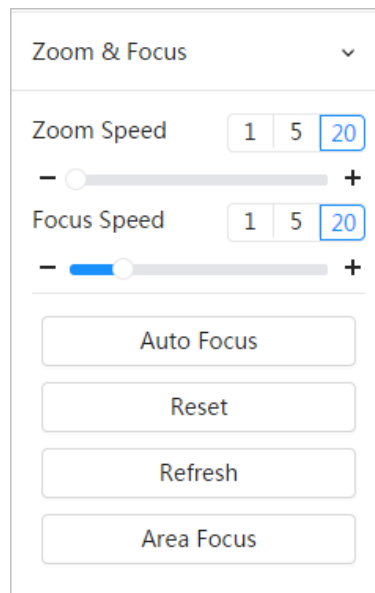 Zoom & Focus
Zoom Speed 1 5 20
− +
Focus Speed 1 5 20
− +
Auto Focus
Reset
Refresh
Area Focus